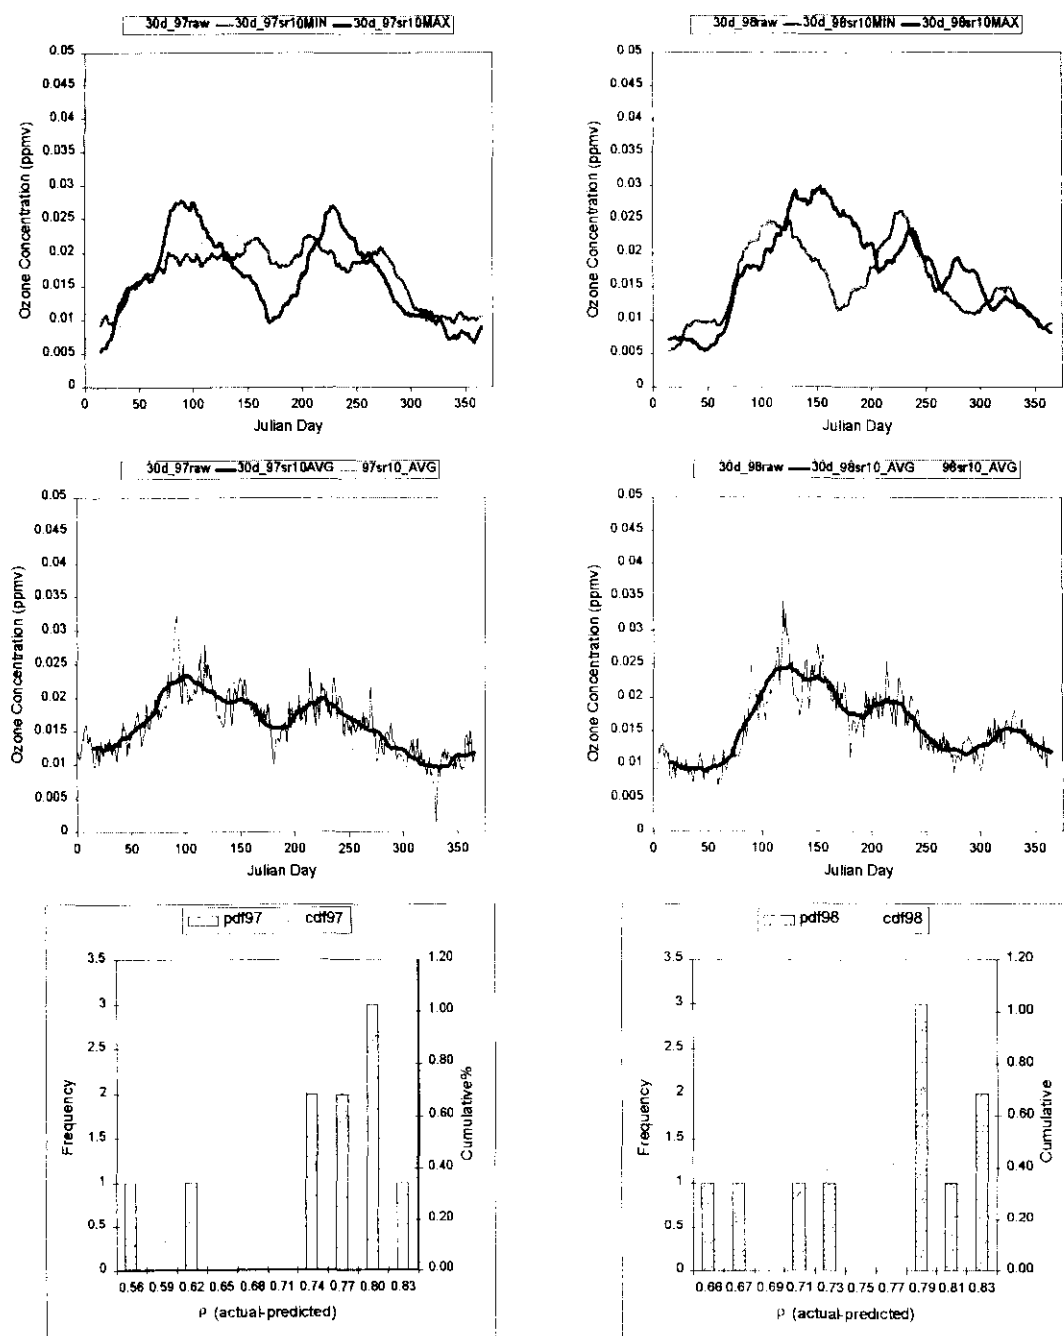 30d_97raw 30d_97sr10MIN 30d_97sr10MAX
0.05
0.045
0.04
0.035
0.03
0.025
0.02
0.015
0.01
0.005
0
Ozone Concentration (ppmv)
0 50 100 150 200 250 300 350
Julian Day
30d_98raw 30d_98sr10MIN 30d_98sr10MAX
0.05
0.045
0.04
0.035
0.03
0.025
0.02
0.015
0.01
0.005
0
Ozone Concentration (ppmv)
0 50 100 150 200 250 300 350
Julian Day
30d_97raw 30d_97sr10AVG 97sr10_AVG
0.05
0.045
0.04
0.035
0.03
0.025
0.02
0.015
0.01
0.005
0
Ozone Concentration (ppmv)
0 50 100 150 200 250 300 350
Julian Day
30d_98raw 30d_98sr10_AVG 98sr10_AVG
0.05
0.045
0.04
0.035
0.03
0.025
0.02
0.015
0.01
0.005
0
Ozone Concentration (ppmv)
0 50 100 150 200 250 300 350
Julian Day
pdf97 cdf97
3.5
3
2.5
2
1.5
1
0.5
0
Frequency
1.20
1.00
0.80
0.60
0.40
0.20
0.00
Cumulative%
0.56 0.59 0.62 0.65 0.68 0.71 0.74 0.77 0.80 0.83
ρ (actual-predicted)
pdf98 cdf98
3.5
3
2.5
2
1.5
1
0.5
0
Frequency
1.20
1.00
0.80
0.60
0.40
0.20
0.00
Cumulative
0.66 0.67 0.69 0.71 0.73 0.75 0.77 0.79 0.81 0.83
ρ (actual-predicted)